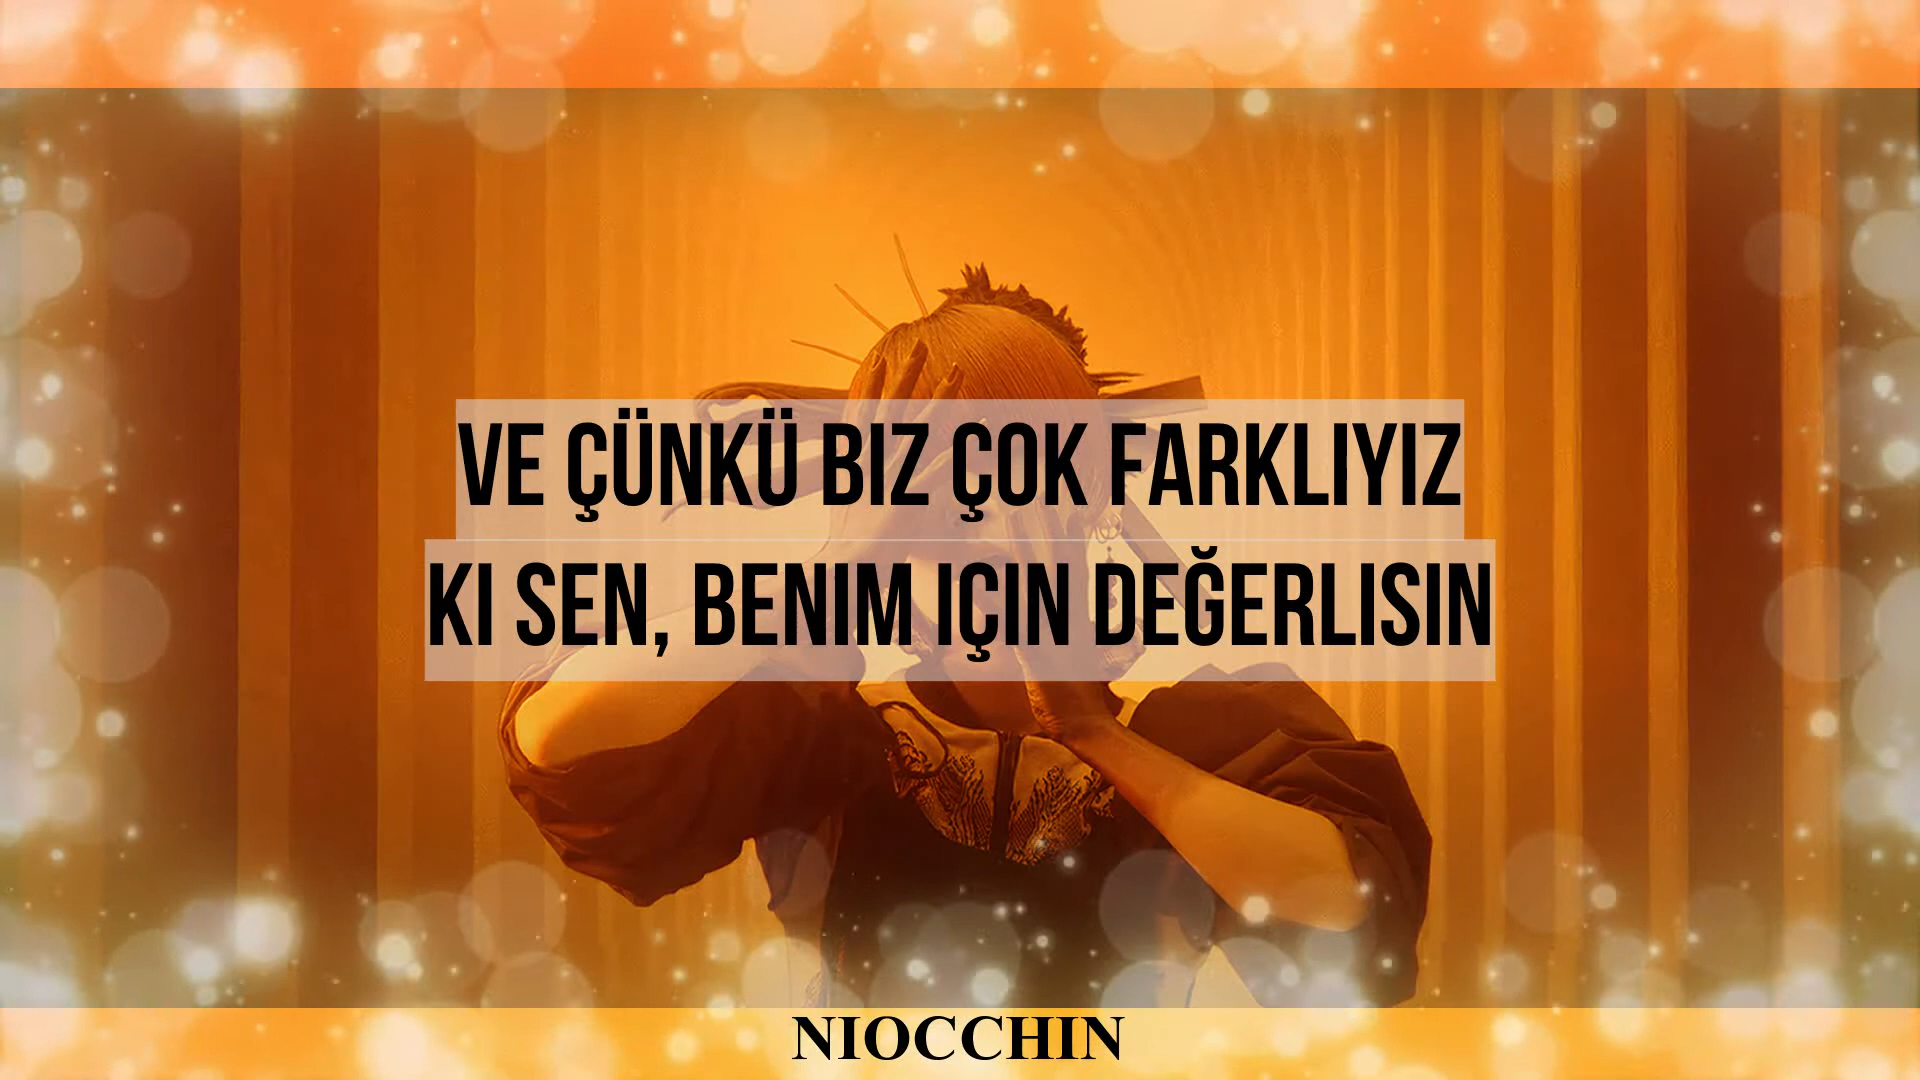 VE ÇÜNKÜ BIZ ÇOK FARKLIYIZ
KI SEN, BENIM IÇIN DEĞERLISIN
NIOCCHIN